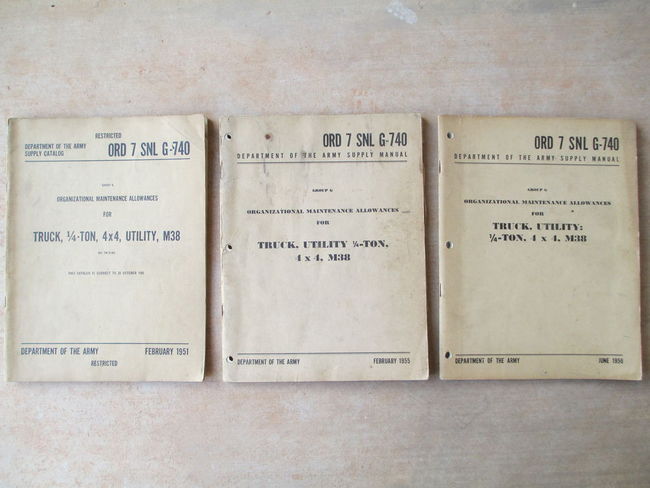 RESTRICTED
DEPARTMENT OF THE ARMY
SUPPLY CATALOG
ORD 7 SNL G-740
GROUP G
ORGANIZATIONAL MAINTENANCE ALLOWANCES
FOR
TRUCK, ¼-TON, 4x4, UTILITY, M38
DEPARTMENT OF THE ARMY FEBRUARY 1951
RESTRICTED
ORD 7 SNL G-740
DEPARTMENT OF THE ARMY SUPPLY MANUAL
GROUP G
ORGANIZATIONAL MAINTENANCE ALLOWANCES
FOR
TRUCK, UTILITY ¼-TON,
4 x 4, M38
DEPARTMENT OF THE ARMY FEBRUARY 1955
ORD 7 SNL G-740
DEPARTMENT OF THE ARMY SUPPLY MANUAL
GROUP G
ORGANIZATIONAL MAINTENANCE ALLOWANCES
FOR
TRUCK, UTILITY:
¼-TON, 4 x 4, M38
DEPARTMENT OF THE ARMY JUNE 1956